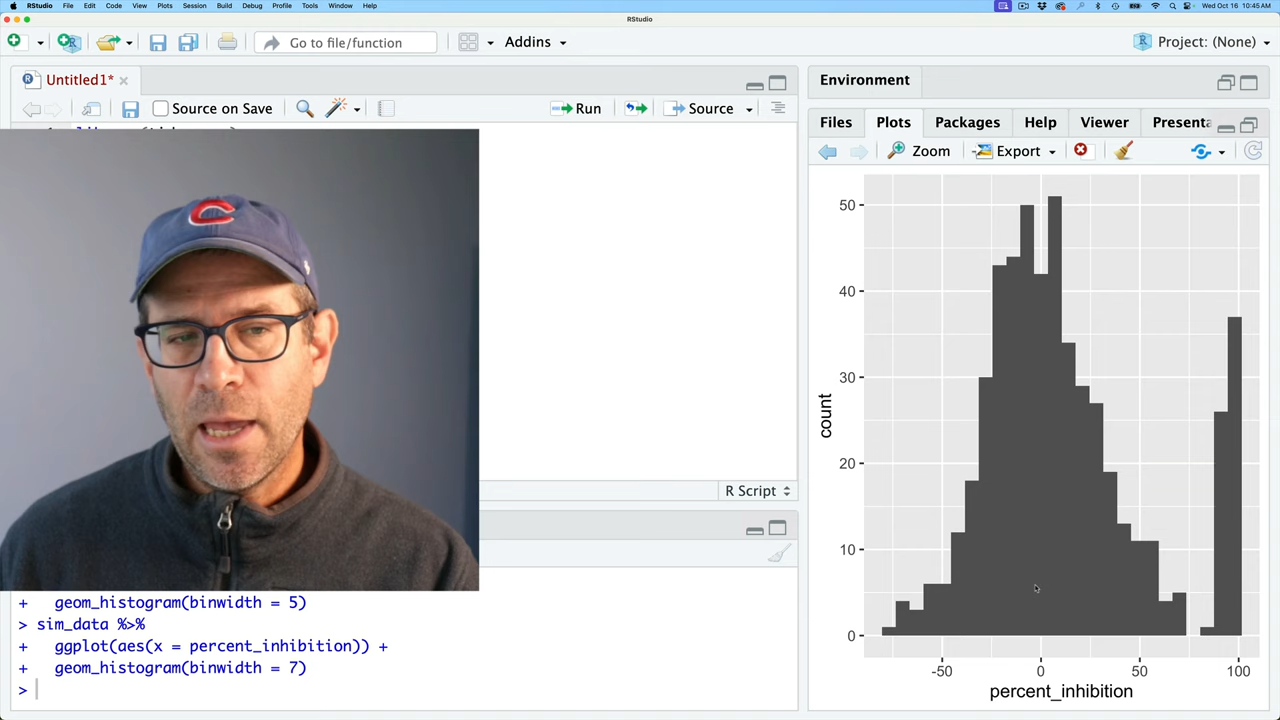 RStudio File Edit Code View Plots Session Build Debug Profile Tools Window Help Wed Oct 16 10:45 AM
RStudio
Go to file/function Addins Project: (None)
Untitled1*
Source on Save Run Source
R Script
+ geom_histogram(binwidth = 5)
> sim_data %>%
+ ggplot(aes(x = percent_inhibition)) +
+ geom_histogram(binwidth = 7)
>
Environment
Files Plots Packages Help Viewer Presenta
Zoom Export
50
40
30
20
10
0
count
-50 0 50 100
percent_inhibition
C